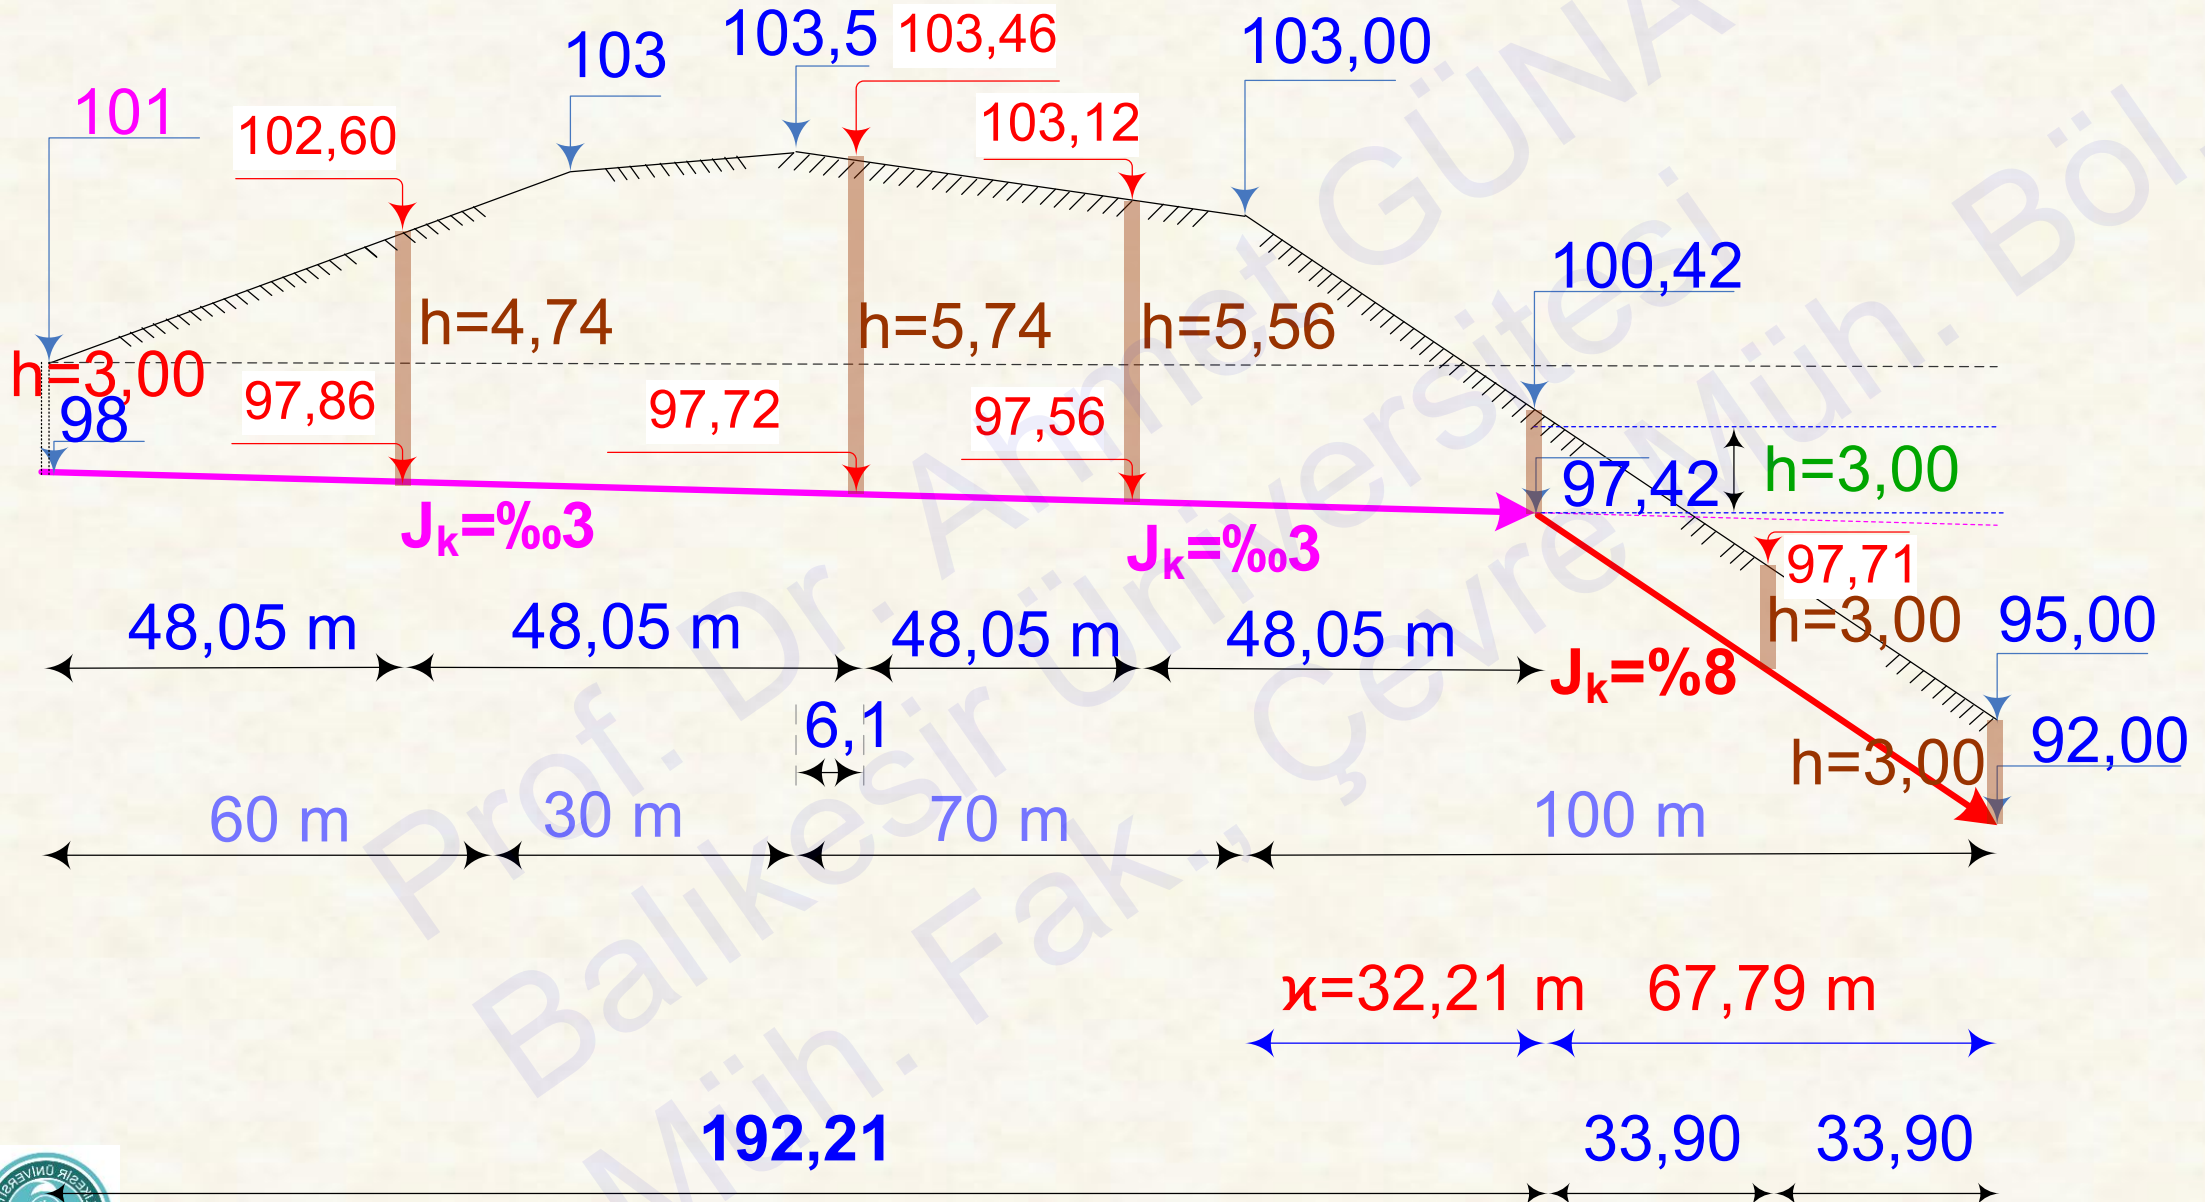 103,5 103,46 103,00
103
101
102,60 103,12
100,42
h=4,74 h=5,74 h=5,56
h=3,00
98 97,86 97,72 97,56
97,42 h=3,00
Jk=‰3 Jk=‰3
97,71
h=3,00 95,00
48,05 m 48,05 m 48,05 m 48,05 m
Jk=%8
6,1
h=3,00 92,00
60 m 30 m 70 m 100 m
ϰ=32,21 m 67,79 m
192,21 33,90 33,90
Prof. Dr. Ahmet GÜNA
Balıkesir Üniversitesi
Müh. Fak., Çevre Müh. Böl.